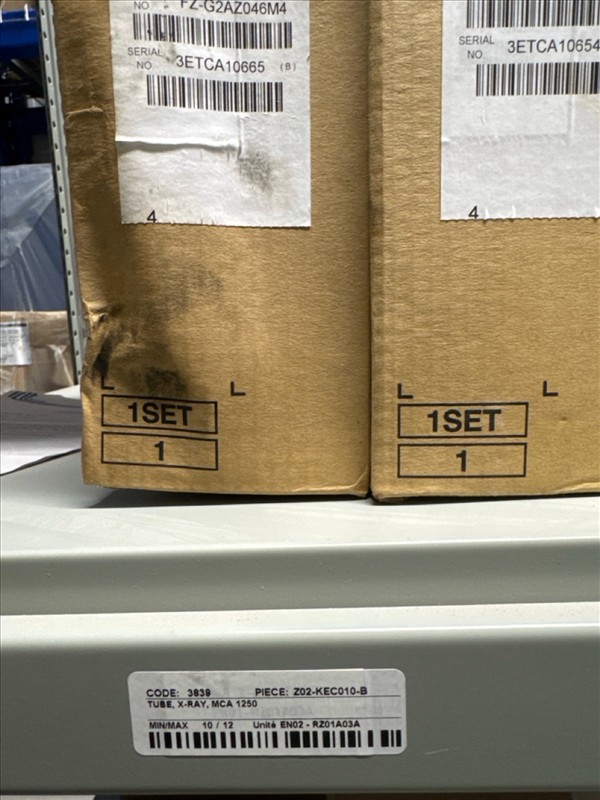 NO FZ-G2AZ046M4
SERIAL NO 3ETCA10665 (B)
4
1SET
1
SERIAL NO 3ETCA10654
4
1SET
1
CODE: 3839 PIECE: Z02-KEC010-B
TUBE, X-RAY, MCA 1250
MIN/MAX 10 / 12 Unité EN02 - RZ01A03A